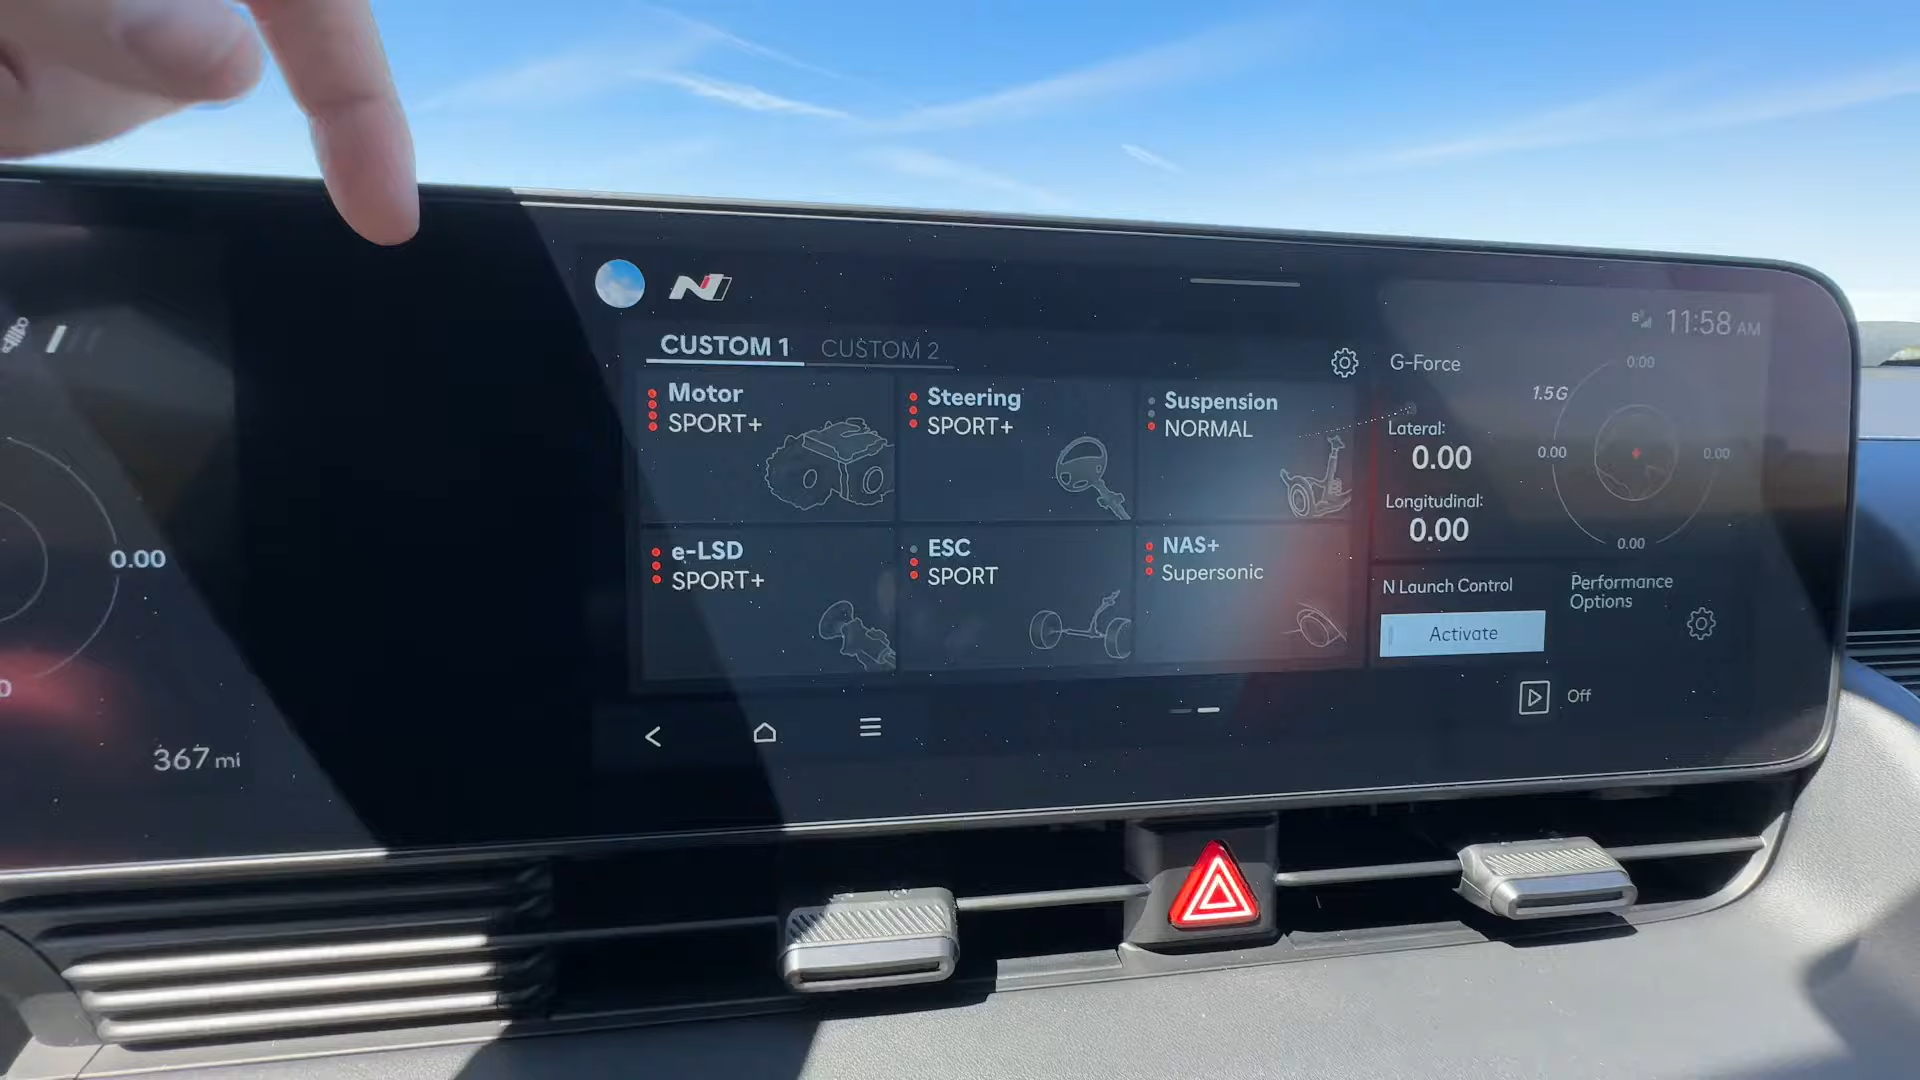 N
11:58 AM
CUSTOM 1
CUSTOM 2
Motor
SPORT+
Steering
SPORT+
Suspension
NORMAL
G-Force
0.00
1.5G
Lateral:
0.00
0.00
0.00
Longitudinal:
0.00
0.00
e-LSD
SPORT+
ESC
SPORT
NAS+
Supersonic
N Launch Control
Activate
Performance
Options
Off
0.00
367 mi